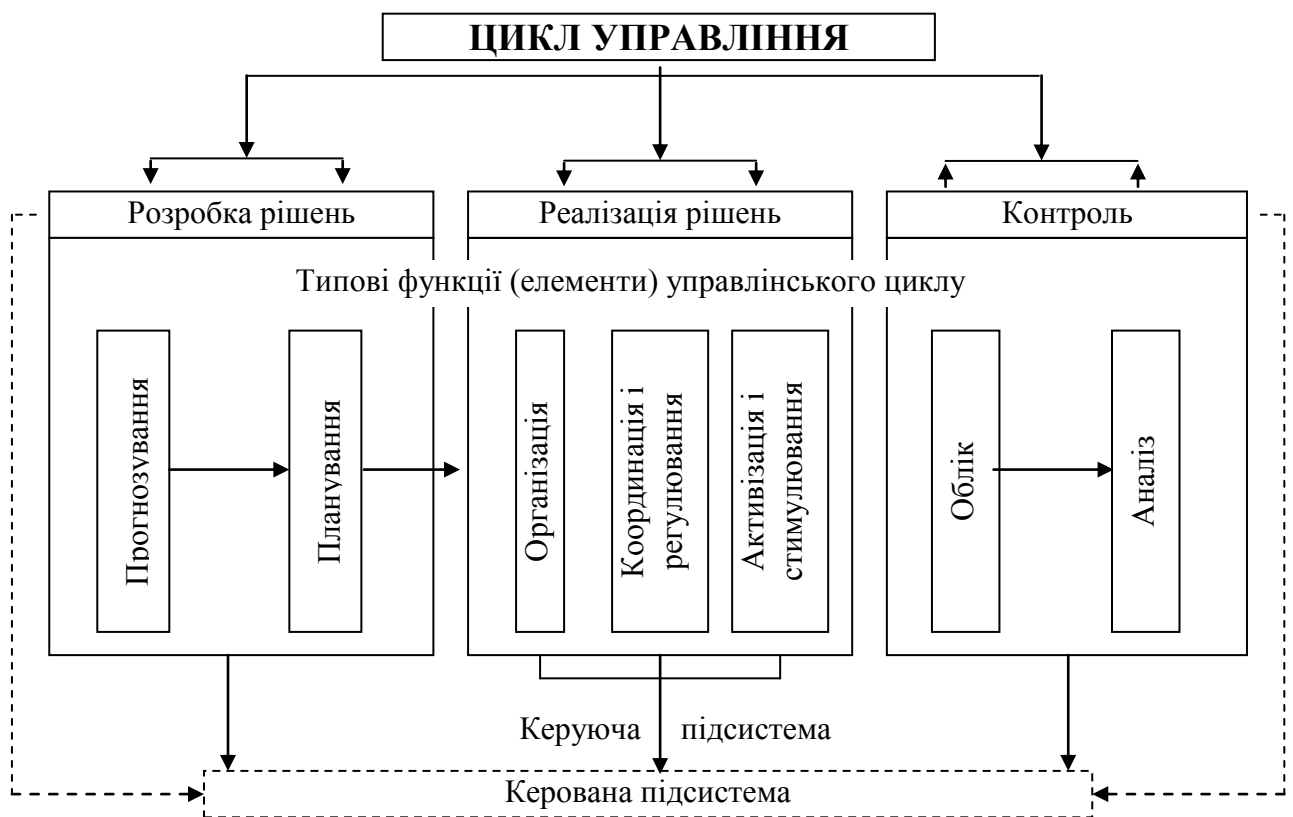 ЦИКЛ УПРАВЛІННЯ
Розробка рішень
Реалізація рішень
Контроль
Типові функції (елементи) управлінського циклу
Прогнозування
Планування
Організація
Координація і
регулювання
Активізація і
стимулювання
Облік
Аналіз
Керуюча підсистема
Керована підсистема